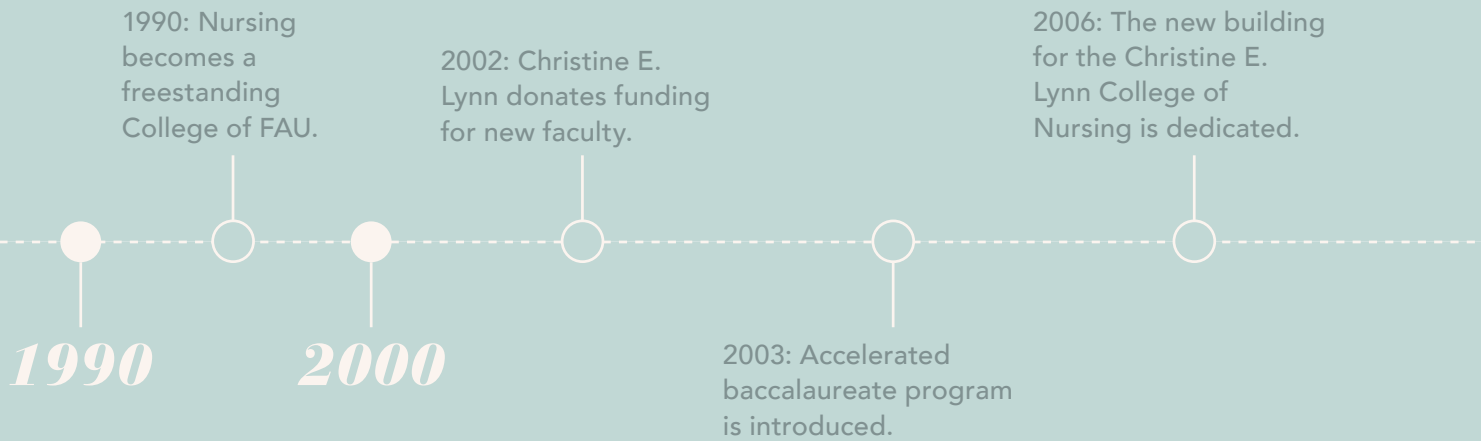 1990: Nursing
becomes a
freestanding
College of FAU.
2002: Christine E.
Lynn donates funding
for new faculty.
2006: The new building
for the Christine E.
Lynn College of
Nursing is dedicated.
1990
2000
2003: Accelerated
baccalaureate program
is introduced.